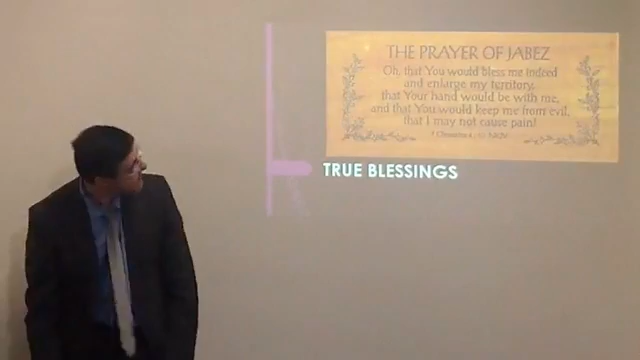 THE PRAYER OF JABEZ
Oh, that You would bless me indeed
and enlarge my territory,
that Your hand would be with me,
and that You would keep me from evil,
that I may not cause pain!
TRUE BLESSINGS